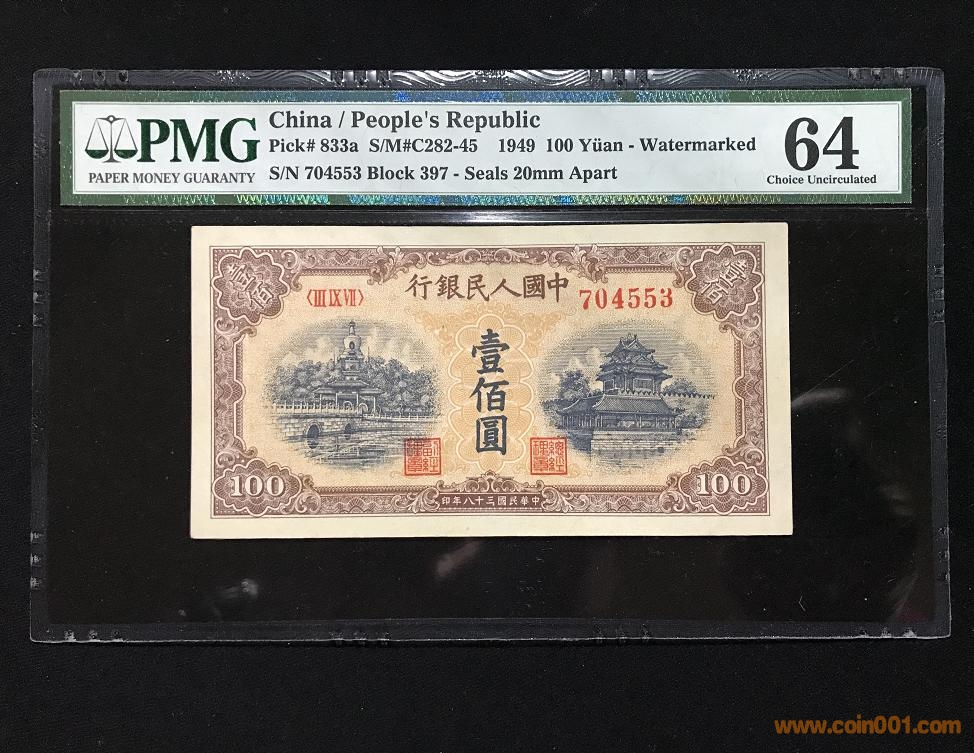 PMG
PAPER MONEY GUARANTY
China / People's Republic
Pick# 833a S/M#C282-45 1949 100 Yüan - Watermarked
S/N 704553 Block 397 - Seals 20mm Apart
64
Choice Uncirculated
壹佰
壹佰
行銀民人國中
〈III IX VII〉
704553
壹佰圓
100
印年八十三國民華中
100
www.coin001.com